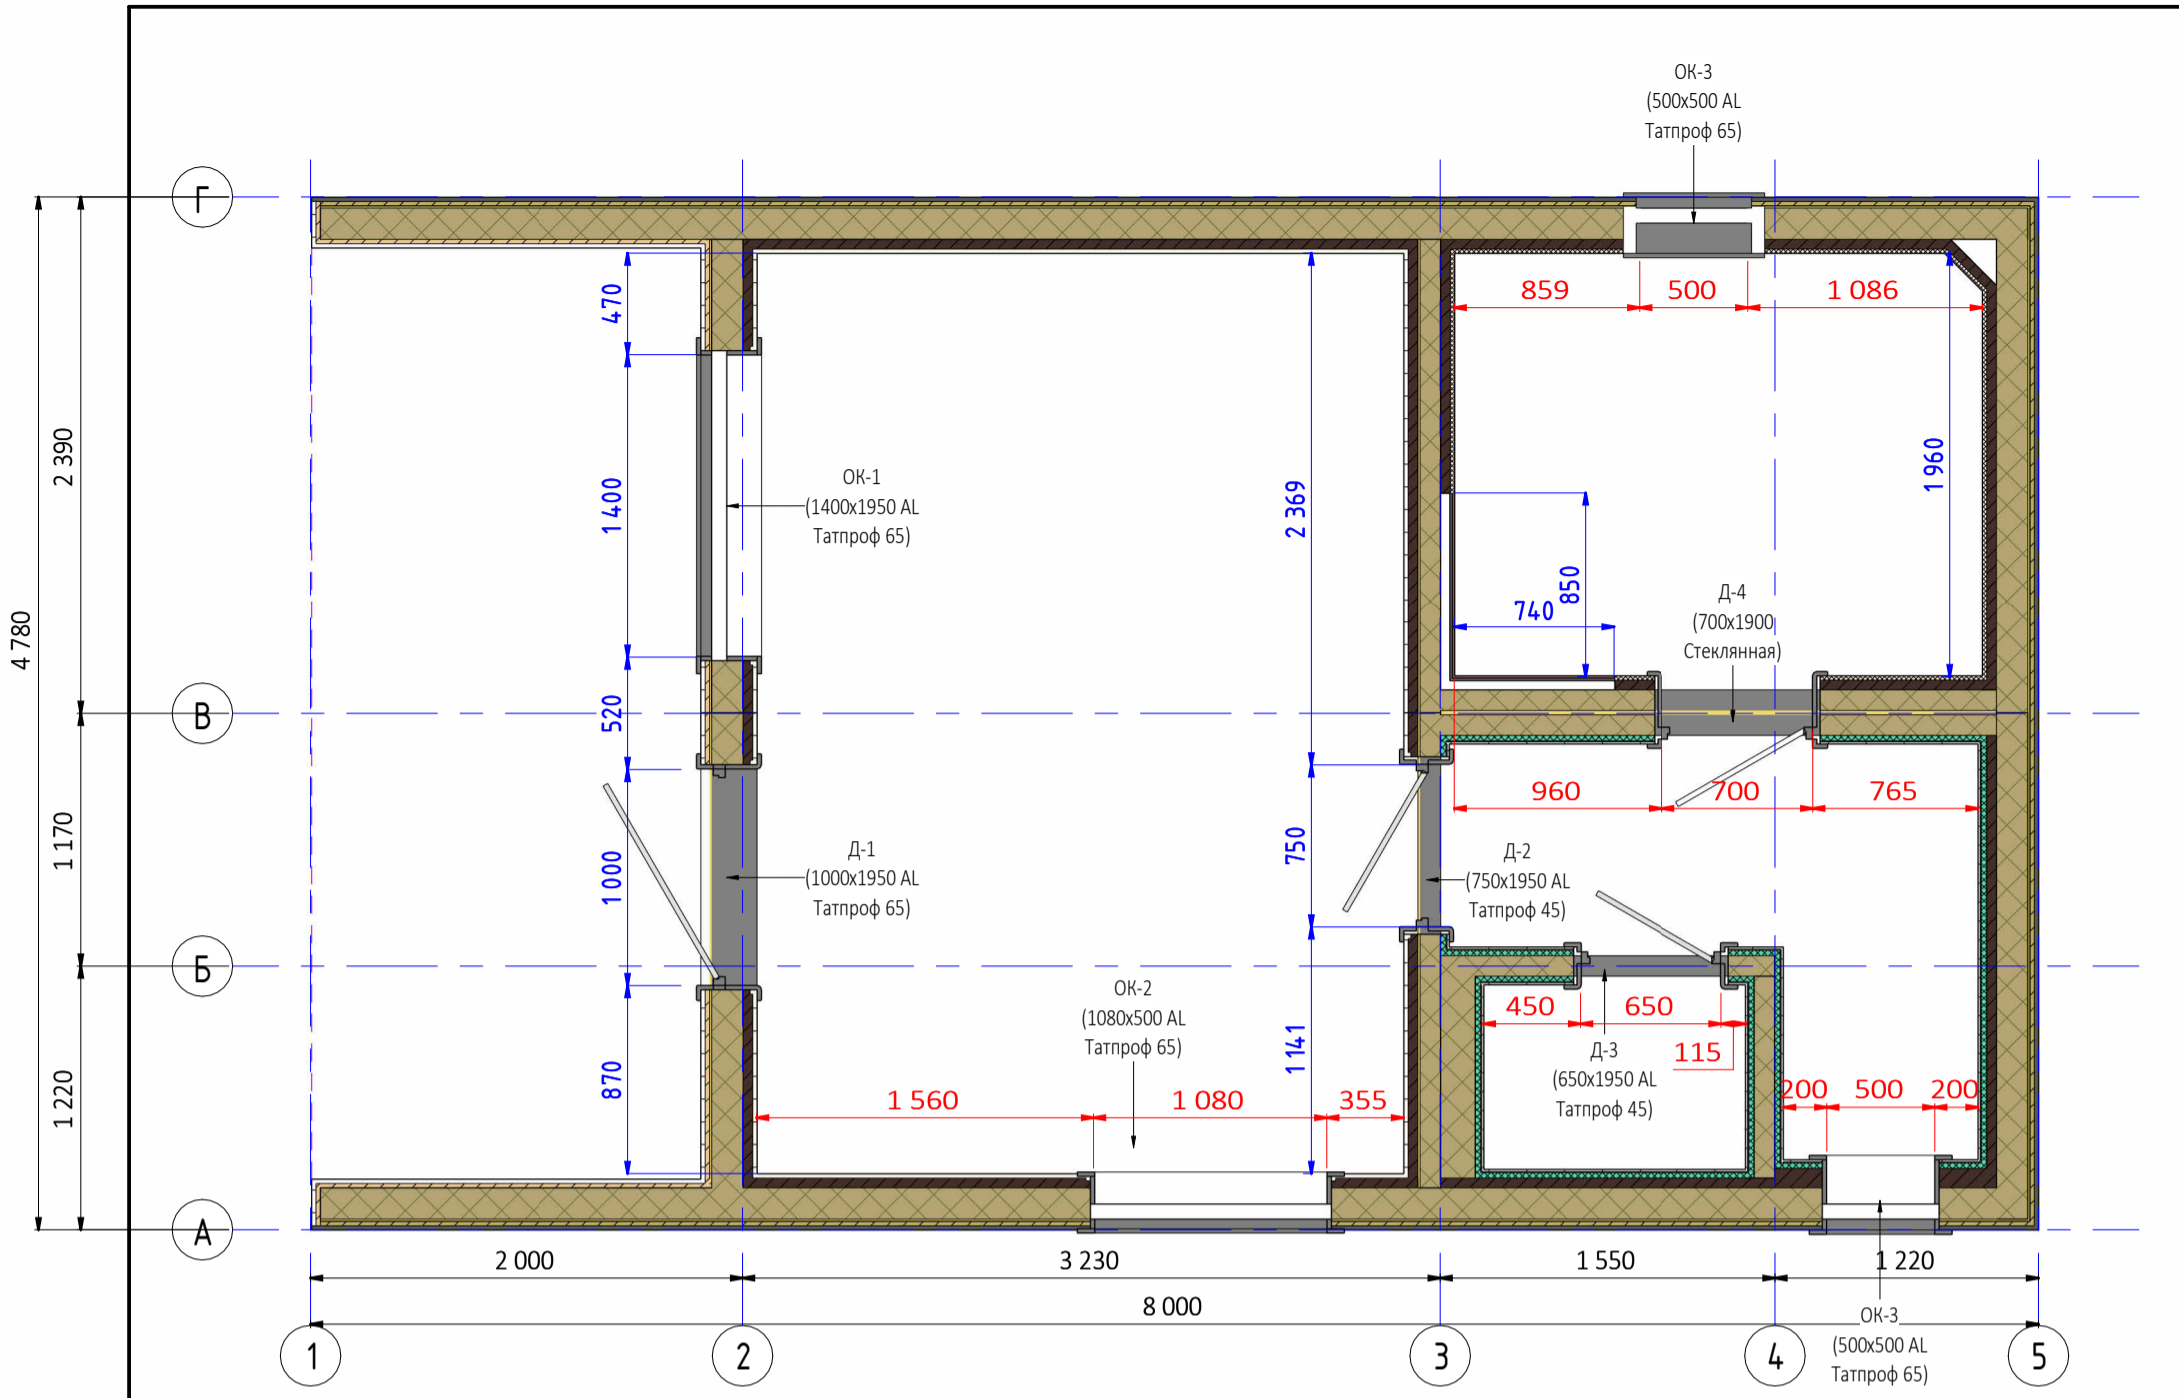 ОК-3
(500x500 AL
Татпроф 65)
Г
859
500
1 086
470
2 390
1 400
ОК-1
(1400x1950 AL
Татпроф 65)
2 369
1 960
850
740
Д-4
(700x1900
Стеклянная)
4 780
В
520
960
700
765
1 170
1 000
Д-1
(1000x1950 AL
Татпроф 65)
750
Д-2
(750x1950 AL
Татпроф 45)
Б
ОК-2
(1080x500 AL
Татпроф 65)
450
650
115
Д-3
(650x1950 AL
Татпроф 45)
1 141
870
1 220
1 560
1 080
355
200
500
200
А
2 000
3 230
1 550
1 220
8 000
ОК-3
(500x500 AL
Татпроф 65)
1
2
3
4
5